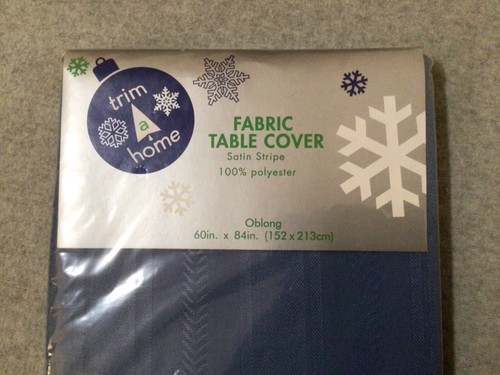 trim
a
home
FABRIC
TABLE COVER
Satin Stripe
100% polyester
Oblong
60in. x 84in. (152 x 213cm)